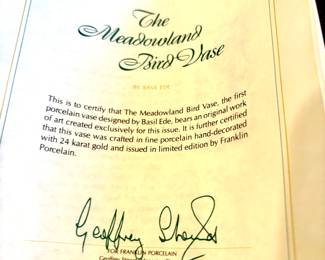 The
Meadowland
Bird Vase
BY BASIL EDE
This is to certify that The Meadowland Bird Vase, the first
porcelain vase designed by Basil Ede, bears an original work
of art created exclusively for this issue. It is further certified
that this vase was crafted in fine porcelain hand-decorated
with 24 karat gold and issued in limited edition by Franklin
Porcelain.
Geoffrey
FOR FRANKLIN PORCELAIN
Geoffrey